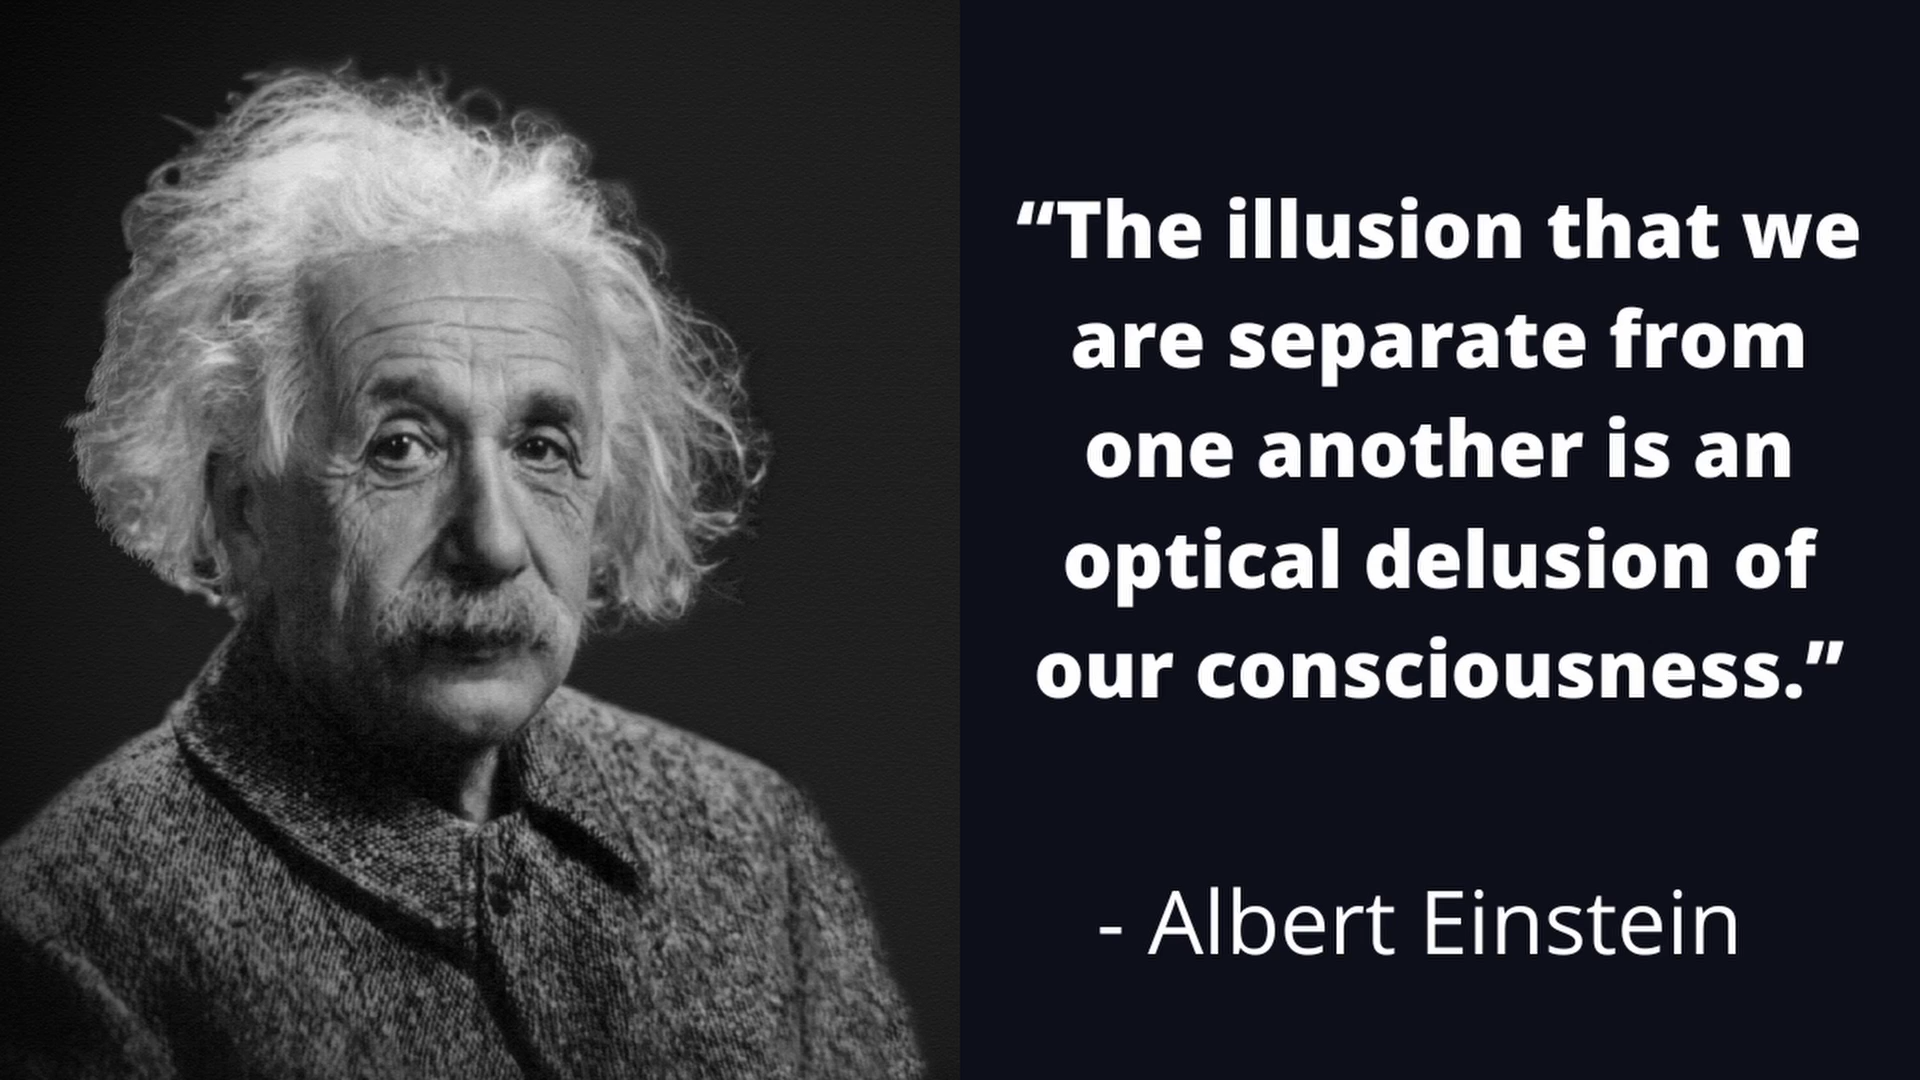 “The illusion that we
are separate from
one another is an
optical delusion of
our consciousness.”
- Albert Einstein